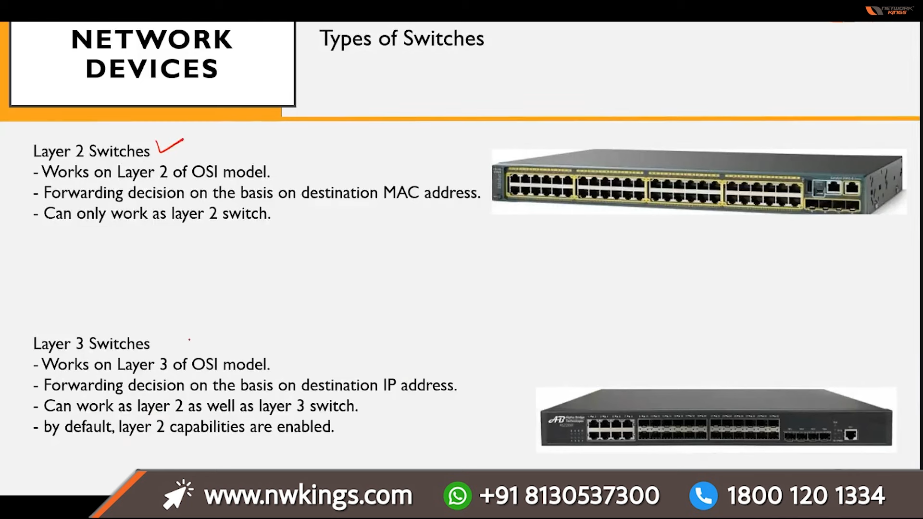 NETWORK
KINGS
NETWORK
DEVICES
Types of Switches
Layer 2 Switches
- Works on Layer 2 of OSI model.
- Forwarding decision on the basis on destination MAC address.
- Can only work as layer 2 switch.
Layer 3 Switches
- Works on Layer 3 of OSI model.
- Forwarding decision on the basis on destination IP address.
- Can work as layer 2 as well as layer 3 switch.
- by default, layer 2 capabilities are enabled.
www.nwkings.com
+91 8130537300
1800 120 1334